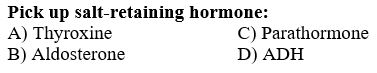 Pick up salt-retaining hormone:
A) Thyroxine C) Parathormone
B) Aldosterone D) ADH